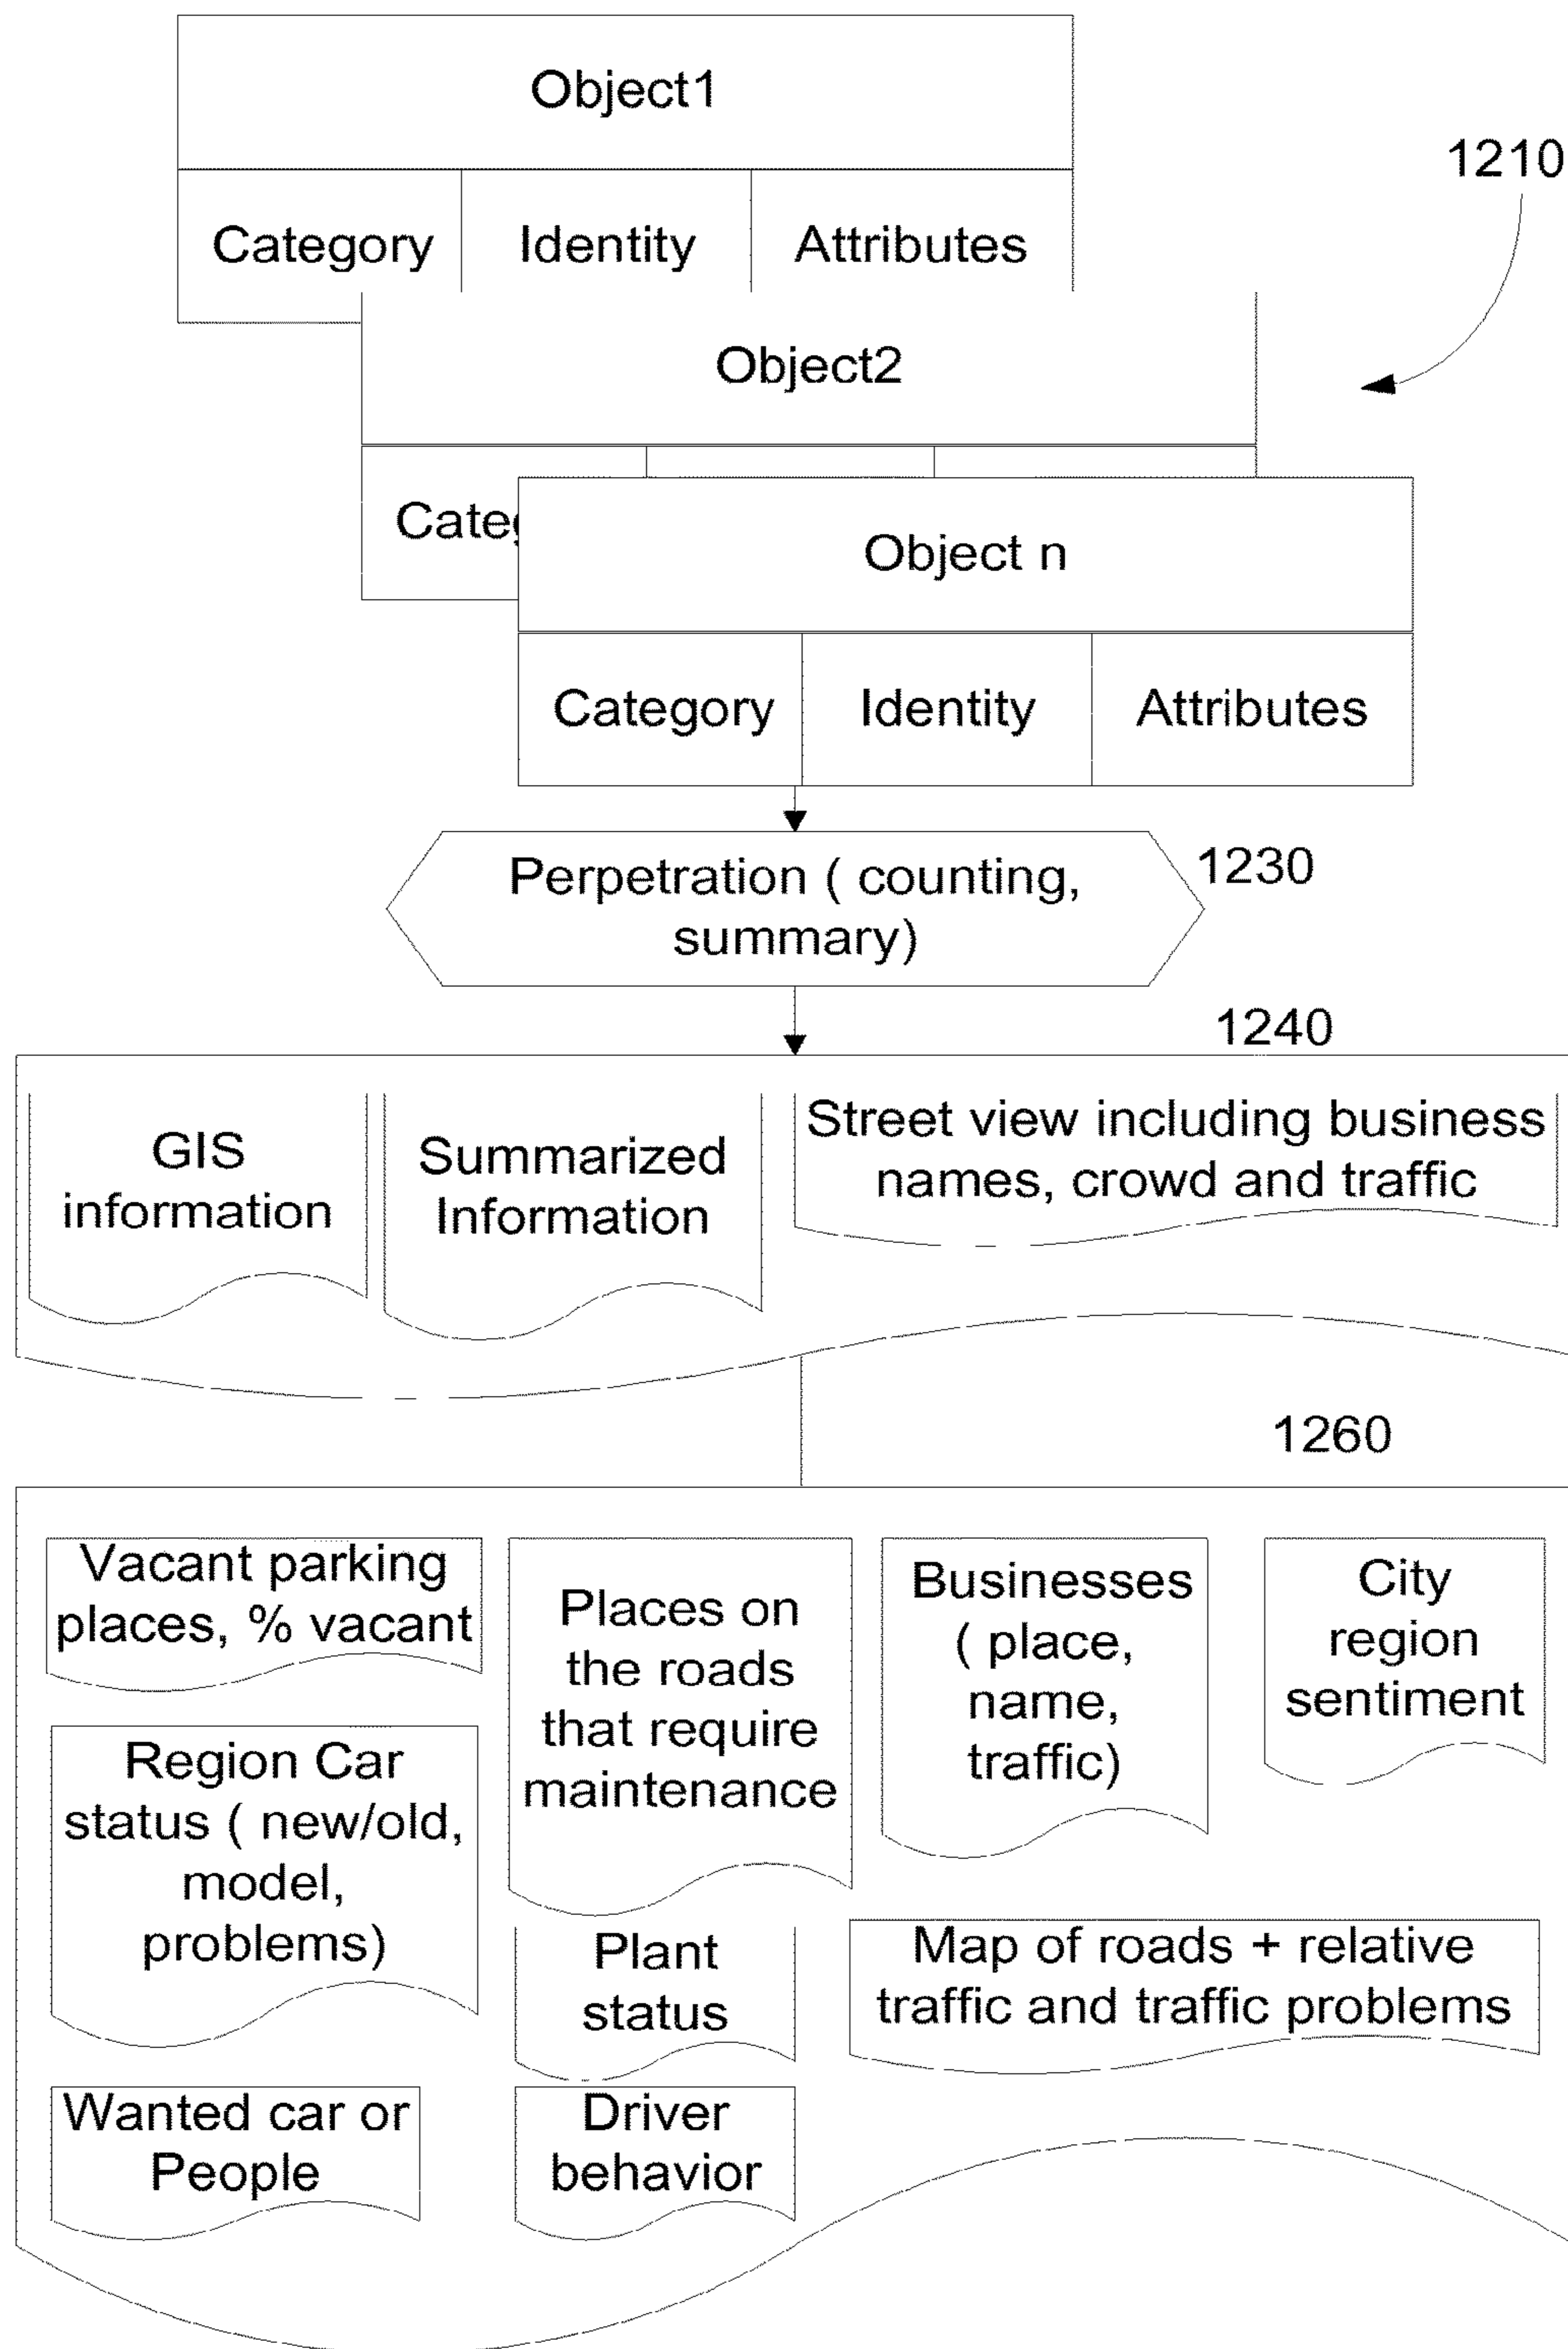 Object1
1210
Category Identity Attributes
Object2
Object n
Category Identity Attributes
Perpetration ( counting,
summary)
1230
1240
GIS
information
Summarized
Information
Street view including business
names, crowd and traffic
1260
Vacant parking
places, % vacant
Places on
the roads
that require
maintenance
Businesses
( place,
name,
traffic)
City
region
sentiment
Region Car
status ( new/old,
model,
problems)
Plant
status
Map of roads + relative
traffic and traffic problems
Wanted car or
People
Driver
behavior